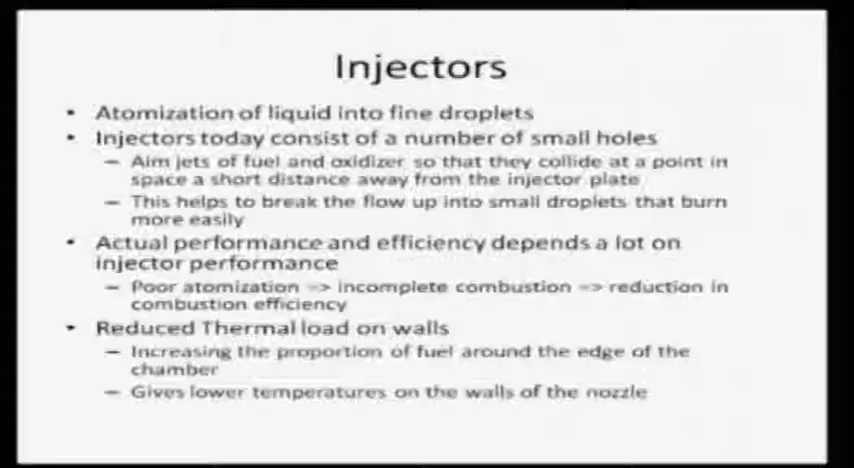 Injectors
• Atomization of liquid into fine droplets
• Injectors today consist of a number of small holes
– Aim jets of fuel and oxidizer so that they collide at a point in
space a short distance away from the injector plate
– This helps to break the flow up into small droplets that burn
more easily
• Actual performance and efficiency depends a lot on
injector performance
– Poor atomization => incomplete combustion => reduction in
combustion efficiency
• Reduced Thermal load on walls
– Increasing the proportion of fuel around the edge of the
chamber
– Gives lower temperatures on the walls of the nozzle